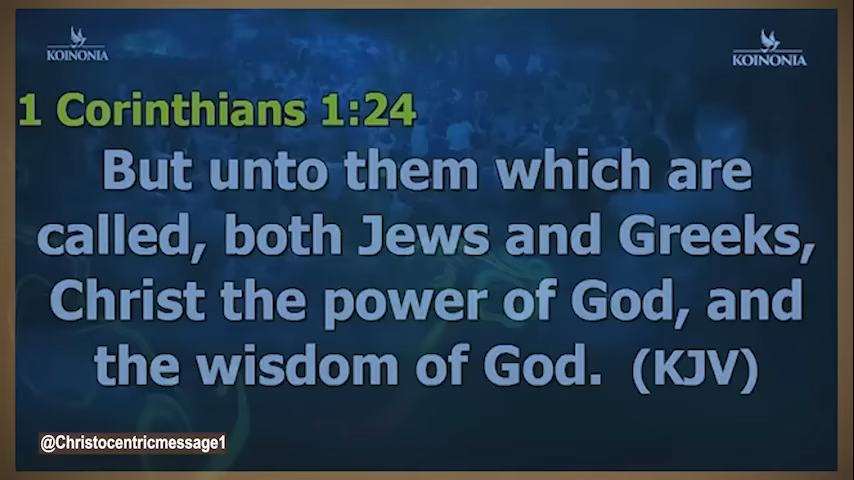 KOINONIA
KOINONIA
1 Corinthians 1:24
But unto them which are
called, both Jews and Greeks,
Christ the power of God, and
the wisdom of God. (KJV)
@Christocentricmessage1